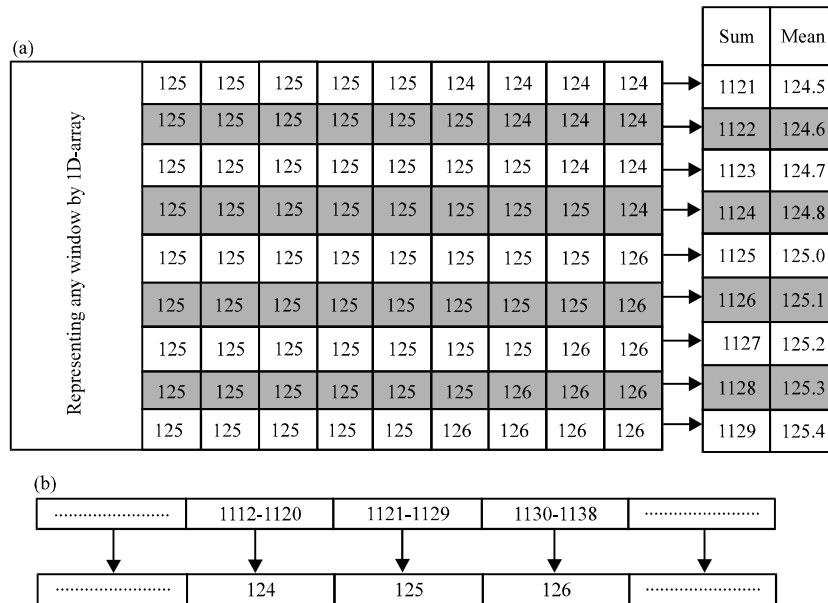 (a)
Sum Mean
Representing any window by 1D-array
125 125 125 125 125 124 124 124 124 1121 124.5
125 125 125 125 125 125 124 124 124 1122 124.6
125 125 125 125 125 125 125 124 124 1123 124.7
125 125 125 125 125 125 125 125 124 1124 124.8
125 125 125 125 125 125 125 125 126 1125 125.0
125 125 125 125 125 125 125 125 126 1126 125.1
125 125 125 125 125 125 125 126 126 1127 125.2
125 125 125 125 125 125 126 126 126 1128 125.3
125 125 125 125 125 126 126 126 126 1129 125.4
(b)
........................ 1112-1120 1121-1129 1130-1138 ........................
........................ 124 125 126 ........................